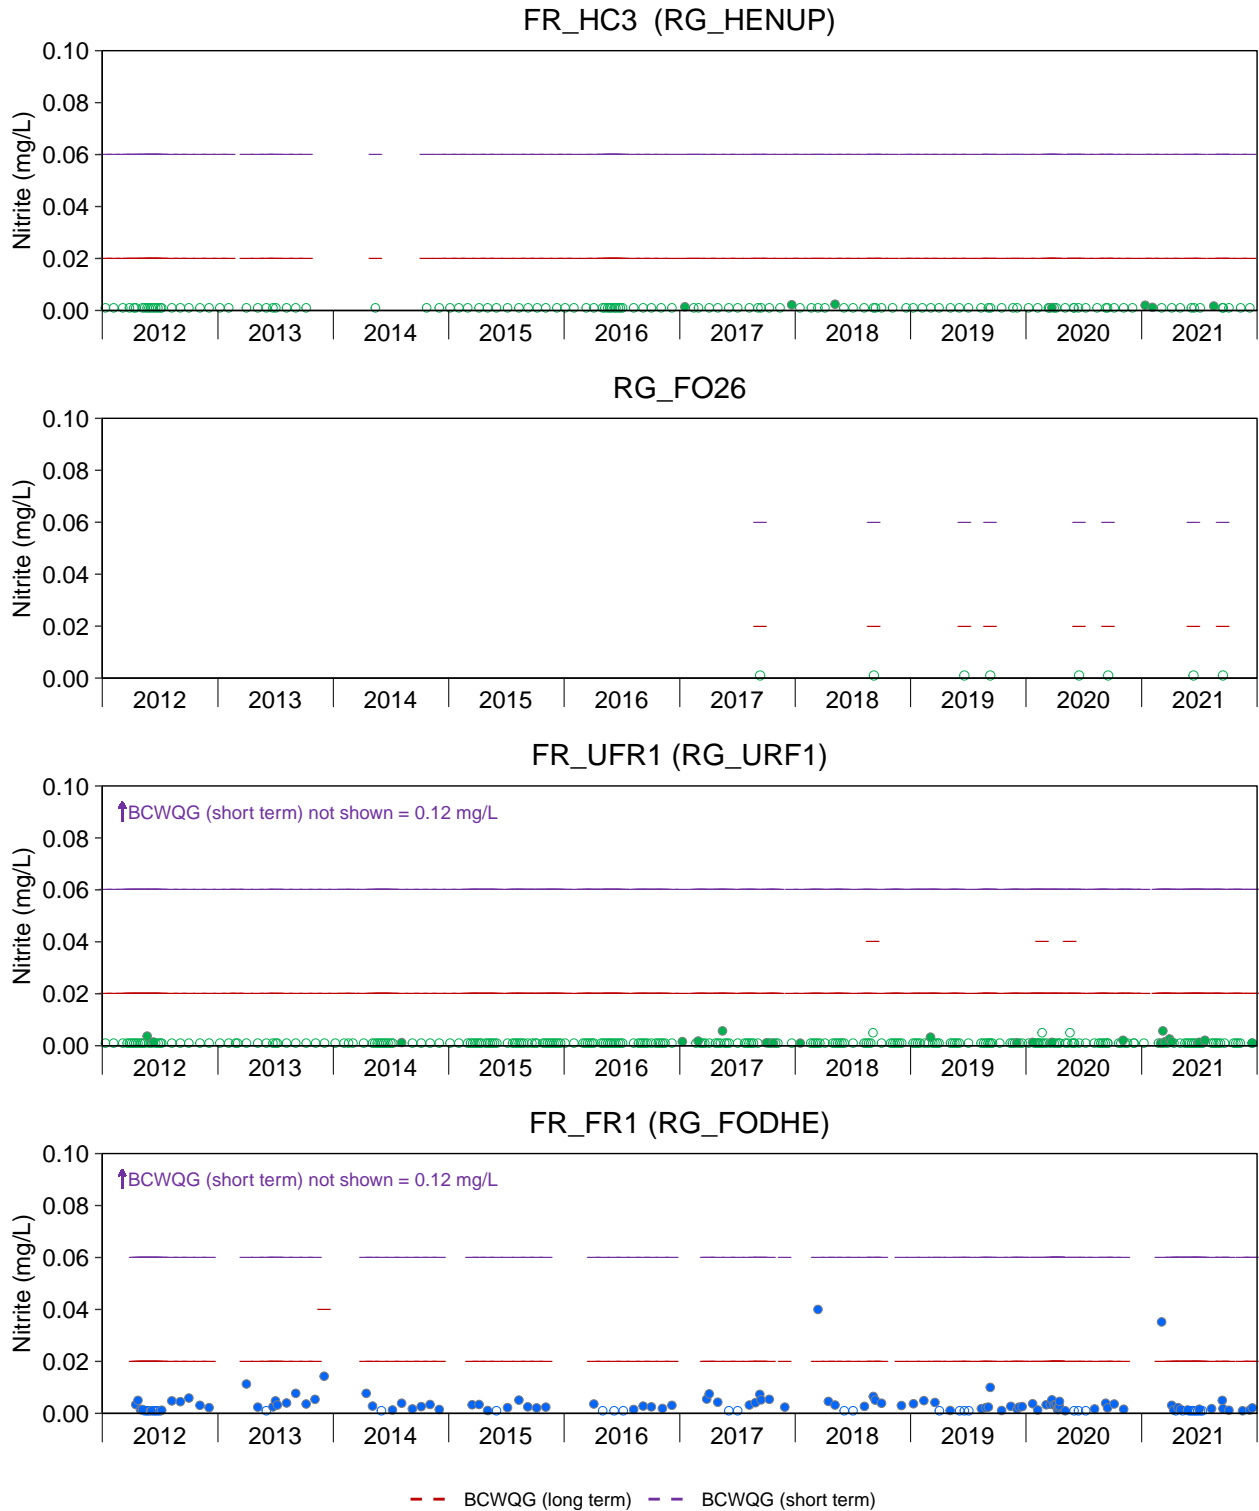 FR_HC3 (RG_HENUP)
Nitrite (mg/L)
0.10
0.08
0.06
0.04
0.02
0.00
2012 2013 2014 2015 2016 2017 2018 2019 2020 2021
RG_FO26
Nitrite (mg/L)
0.10
0.08
0.06
0.04
0.02
0.00
2012 2013 2014 2015 2016 2017 2018 2019 2020 2021
FR_UFR1 (RG_URF1)
Nitrite (mg/L)
0.10
BCWQG (short term) not shown = 0.12 mg/L
0.08
0.06
0.04
0.02
0.00
2012 2013 2014 2015 2016 2017 2018 2019 2020 2021
FR_FR1 (RG_FODHE)
Nitrite (mg/L)
0.10
BCWQG (short term) not shown = 0.12 mg/L
0.08
0.06
0.04
0.02
0.00
2012 2013 2014 2015 2016 2017 2018 2019 2020 2021
BCWQG (long term) BCWQG (short term)